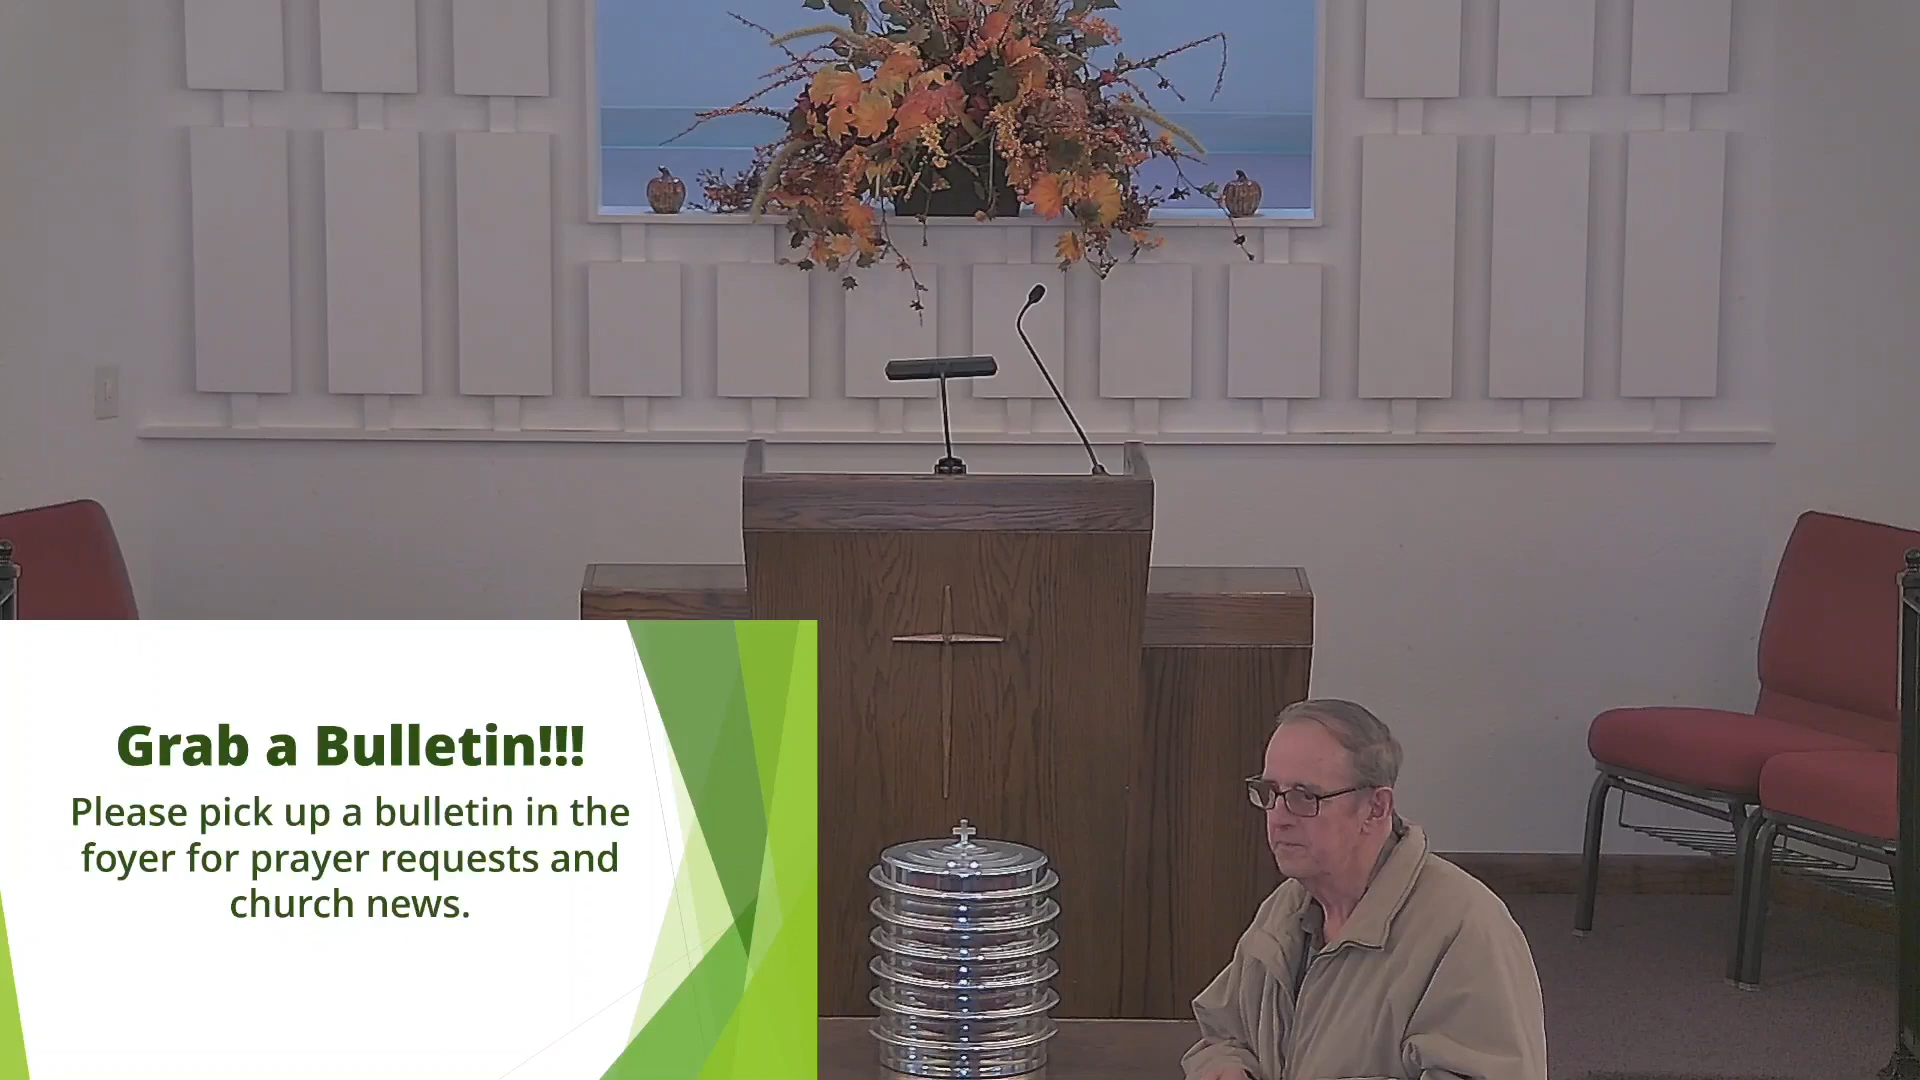 Grab a Bulletin!!!
Please pick up a bulletin in the
foyer for prayer requests and
church news.